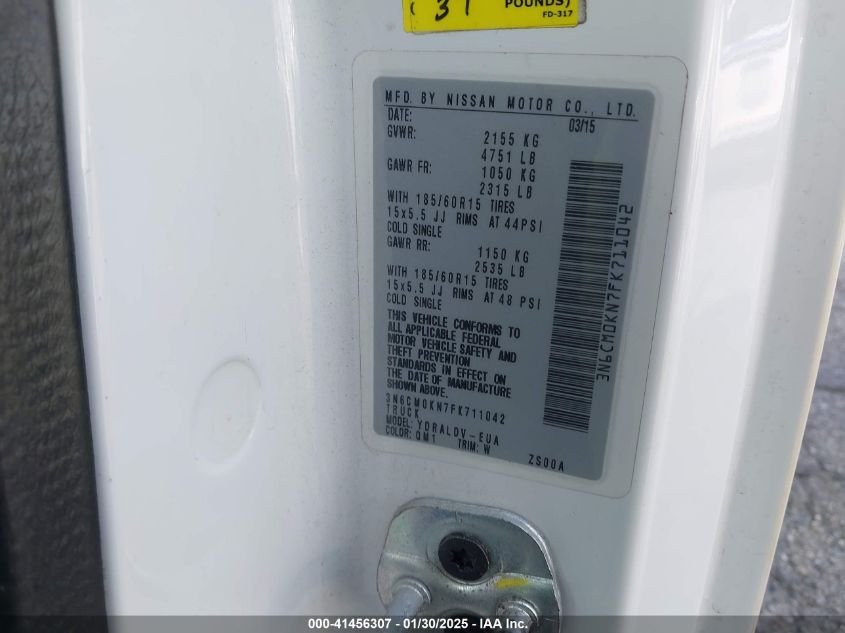 31
POUNDS)
FD-317
MFD. BY NISSAN MOTOR CO., LTD.
DATE: 03/15
GVWR: 2155 KG
4751 LB
GAWR FR: 1050 KG
2315 LB
WITH 185/60R15 TIRES
15x5.5 JJ RIMS AT 44PSI
COLD SINGLE
GAWR RR: 1150 KG
2535 LB
WITH 185/60R15 TIRES
15x5.5 JJ RIMS AT 48 PSI
COLD SINGLE
THIS VEHICLE CONFORMS TO
ALL APPLICABLE FEDERAL
MOTOR VEHICLE SAFETY AND
THEFT PREVENTION
STANDARDS IN EFFECT ON
THE DATE OF MANUFACTURE
SHOWN ABOVE.
3N6CM0KN7FK711042
TRUCK
MODEL: YDRALDV-EUA
COLOR: QM1 TRIM: W
ZS00A
3N6CM0KN7FK711042
000-41456307 - 01/30/2025 - IAA Inc.